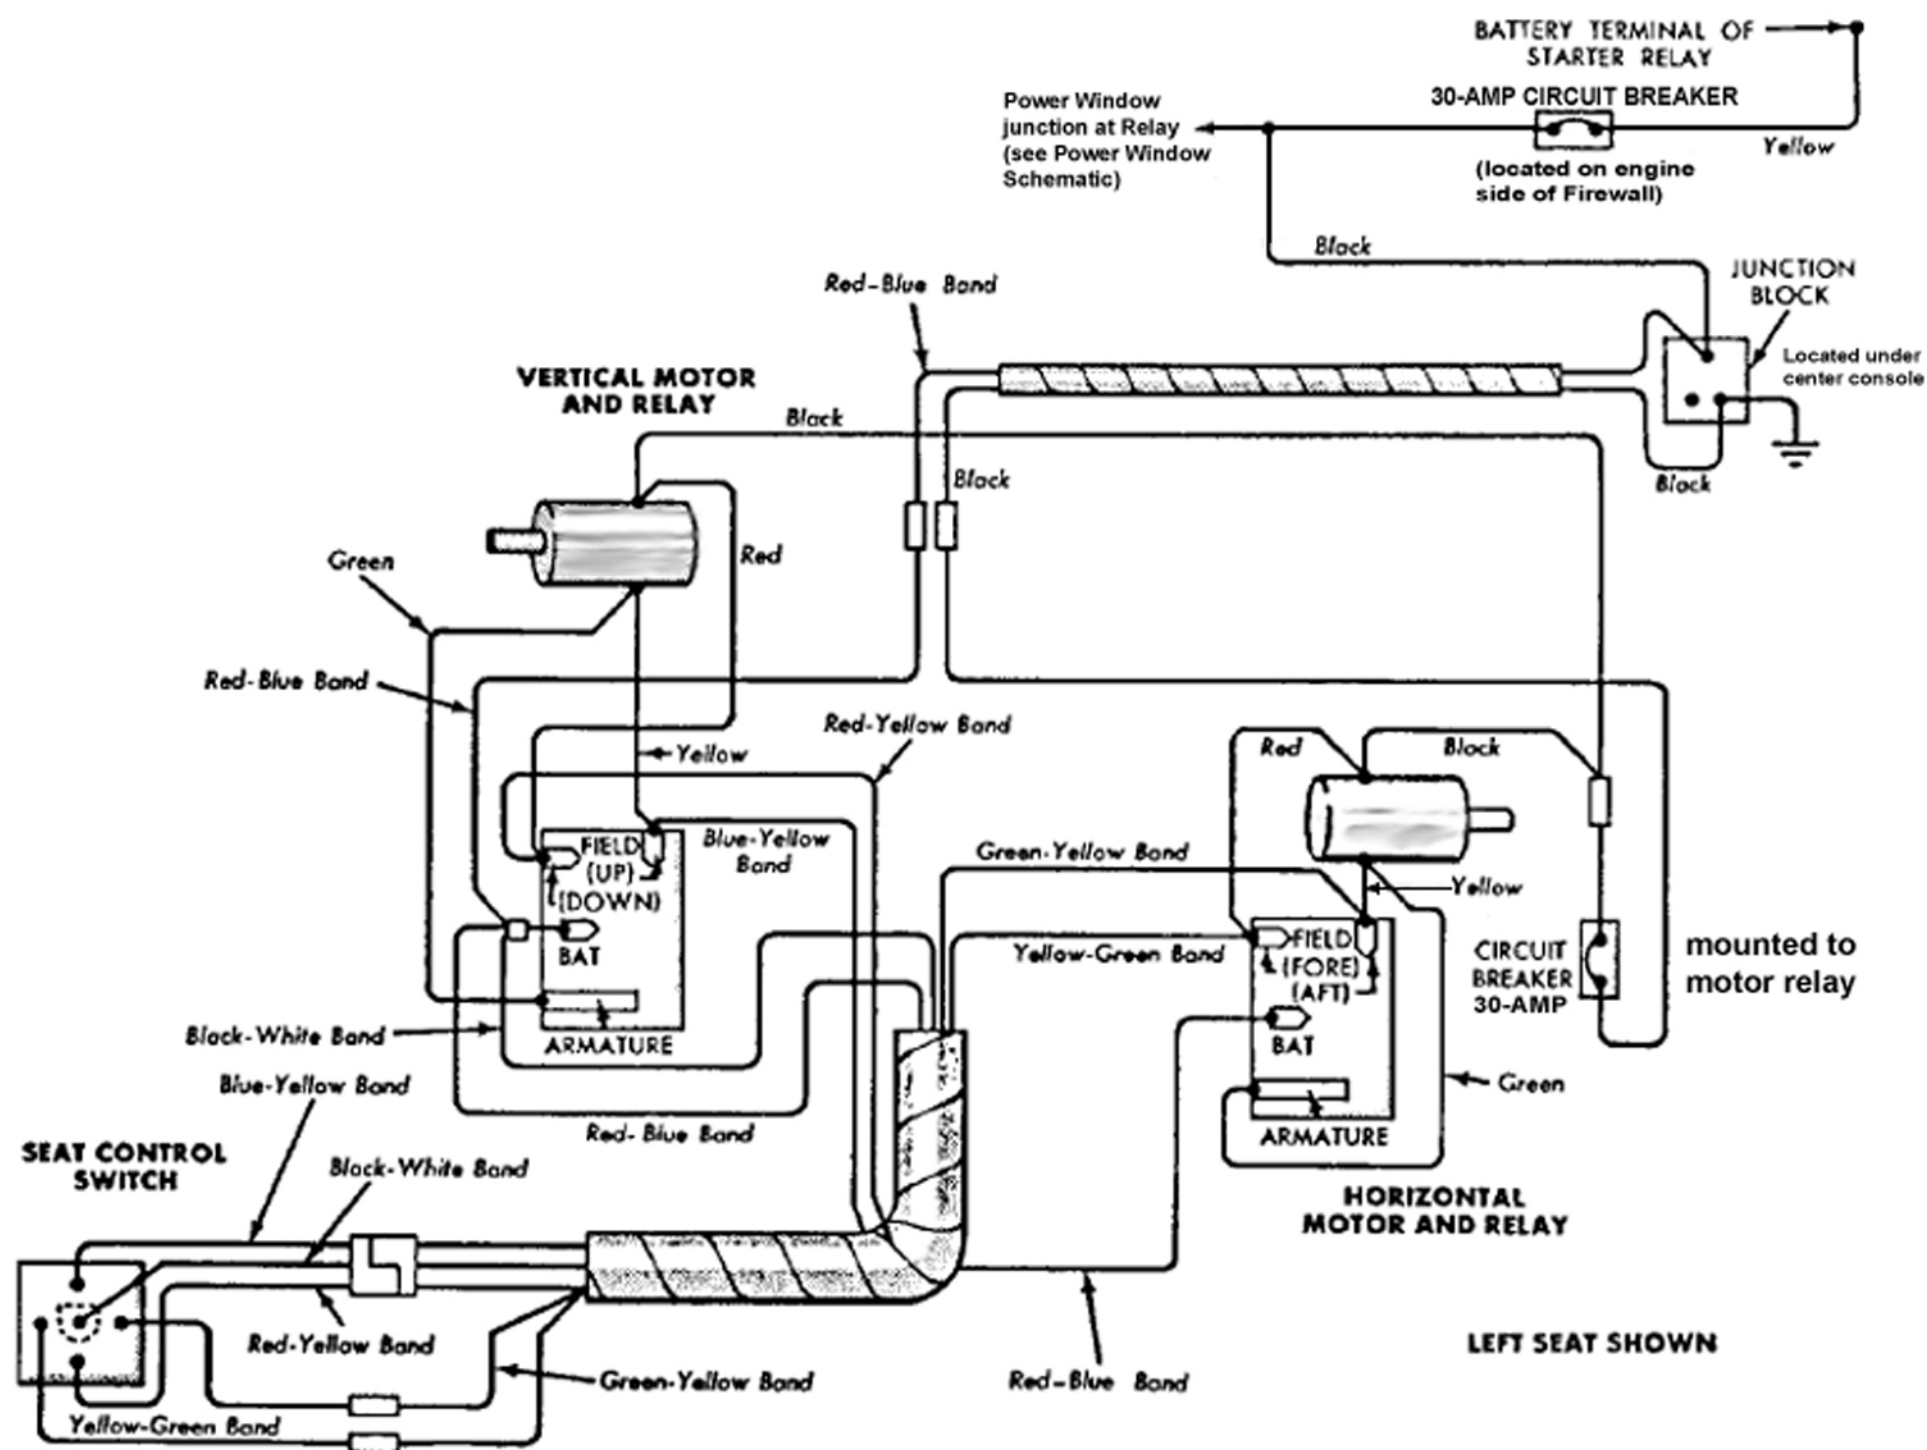 BATTERY TERMINAL OF
STARTER RELAY
30-AMP CIRCUIT BREAKER
Power Window
junction at Relay
(see Power Window
Schematic)
Yellow
(located on engine
side of Firewall)
Black
JUNCTION
BLOCK
Red-Blue Band
Located under
center console
VERTICAL MOTOR
AND RELAY
Black
Black
Black
Green
Red
Red-Blue Band
Red-Yellow Band
Yellow
Red
Black
Blue-Yellow
Band
FIELD
(UP)
(DOWN)
Green-Yellow Band
Yellow
BAT
Yellow-Green Band
FIELD
(FORE)
(AFT)
CIRCUIT
BREAKER
30-AMP
mounted to
motor relay
Black-White Band
ARMATURE
BAT
Blue-Yellow Band
Green
Red-Blue Band
ARMATURE
SEAT CONTROL
SWITCH
Black-White Band
HORIZONTAL
MOTOR AND RELAY
Red-Yellow Band
LEFT SEAT SHOWN
Green-Yellow Band
Red-Blue Band
Yellow-Green Band